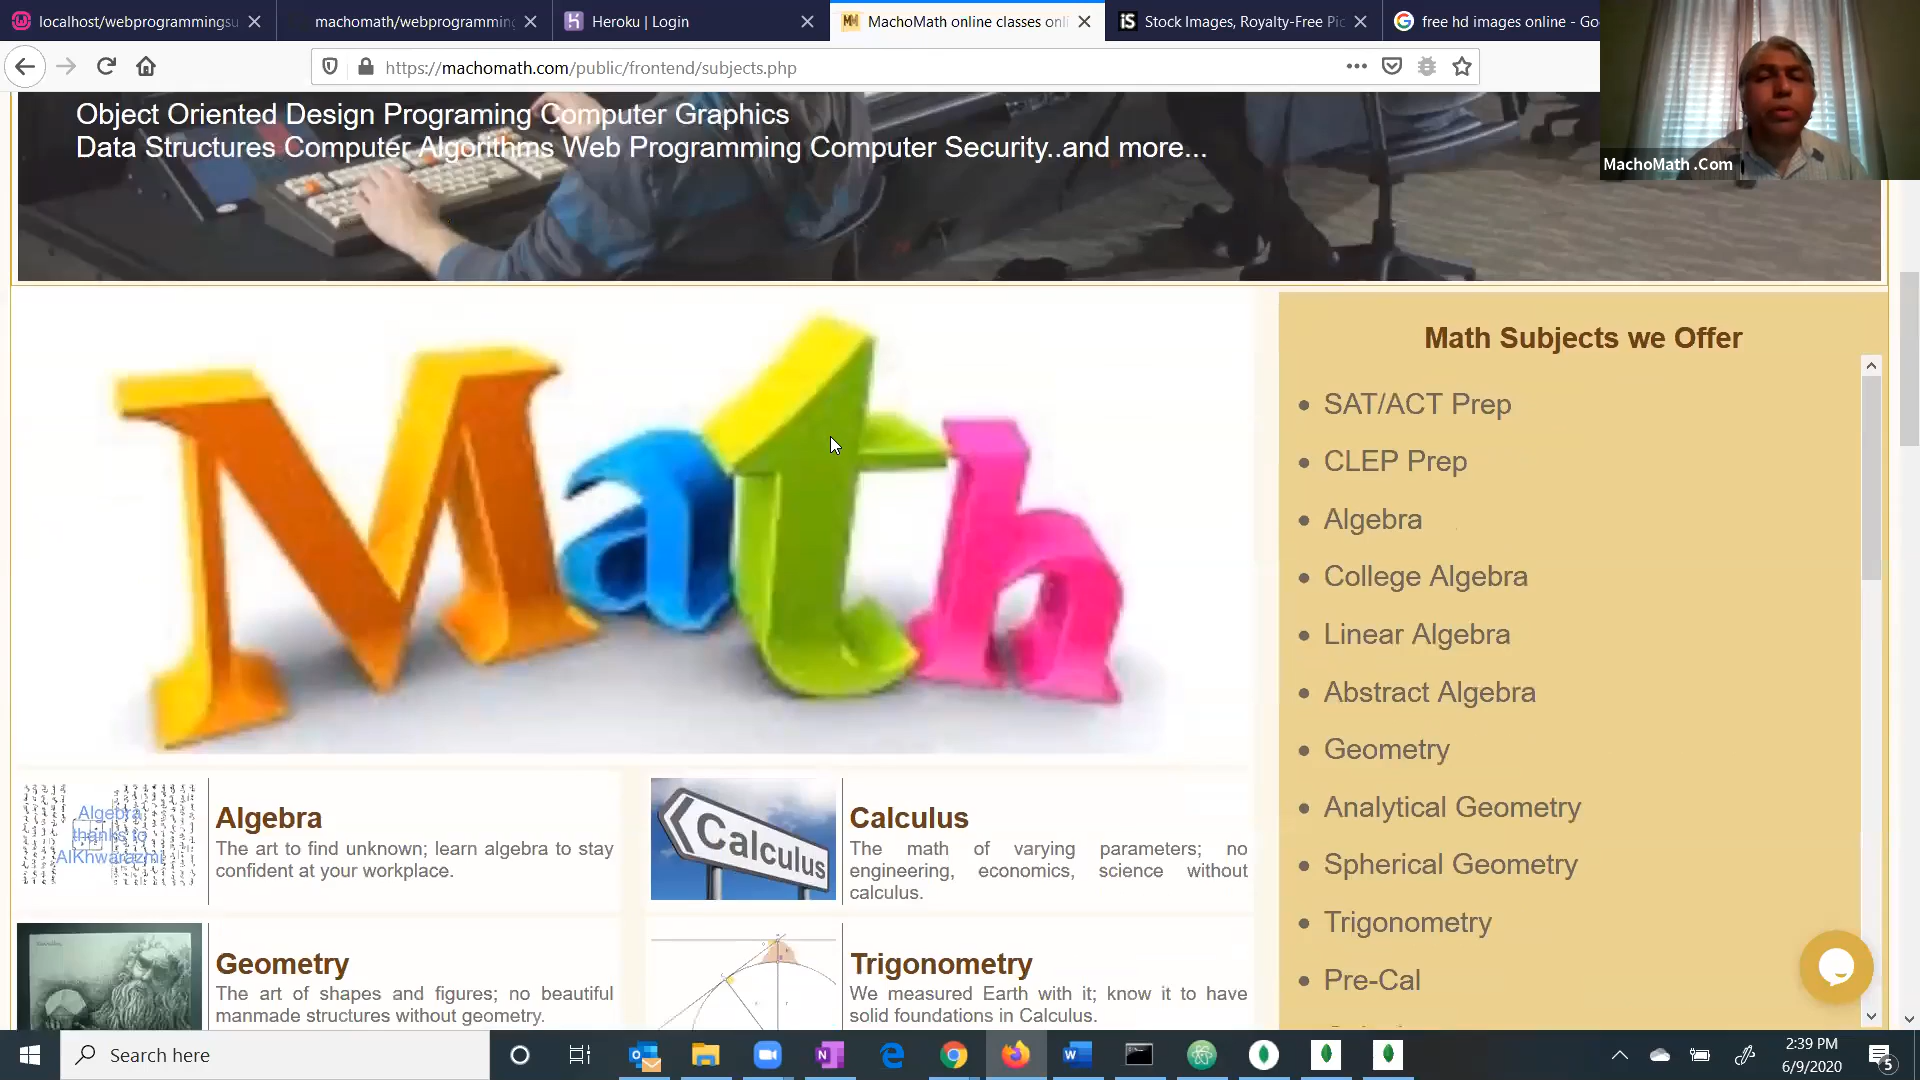 localhost/webprogrammingsu
machomath/webprogramming
Heroku | Login
MachoMath online classes onli
Stock Images, Royalty-Free Pic
free hd images online - Go
https://machomath.com/public/frontend/subjects.php
MachoMath .Com
Object Oriented Design Programing Computer Graphics
Data Structures Computer Algorithms Web Programming Computer Security..and more...
Math
Math Subjects we Offer
SAT/ACT Prep
CLEP Prep
Algebra
College Algebra
Linear Algebra
Abstract Algebra
Geometry
Analytical Geometry
Spherical Geometry
Trigonometry
Pre-Cal
Algebra
thanks to
AlKhwarazmi
Algebra
The art to find unknown; learn algebra to stay
confident at your workplace.
Calculus
Calculus
The math of varying parameters; no
engineering, economics, science without
calculus.
Geometry
The art of shapes and figures; no beautiful
manmade structures without geometry.
Trigonometry
We measured Earth with it; know it to have
solid foundations in Calculus.
Search here
2:39 PM
6/9/2020
5